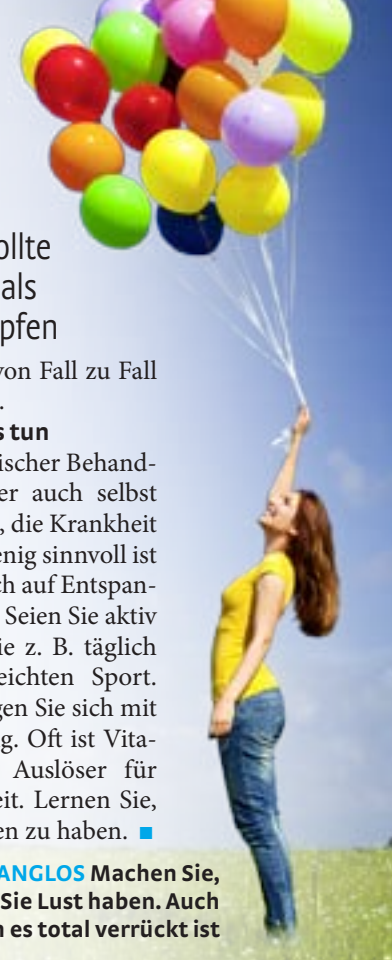 ollte
als
pfen
von Fall zu Fall
.
s tun
ischer Behand-
er auch selbst
, die Krankheit
enig sinnvoll ist
ch auf Entspan-
Seien Sie aktiv
ie z. B. täglich
eichten Sport.
gen Sie sich mit
g. Oft ist Vita-
Auslöser für
eit. Lernen Sie,
en zu haben. ■
ANGLOS Machen Sie,
Sie Lust haben. Auch
n es total verrückt ist